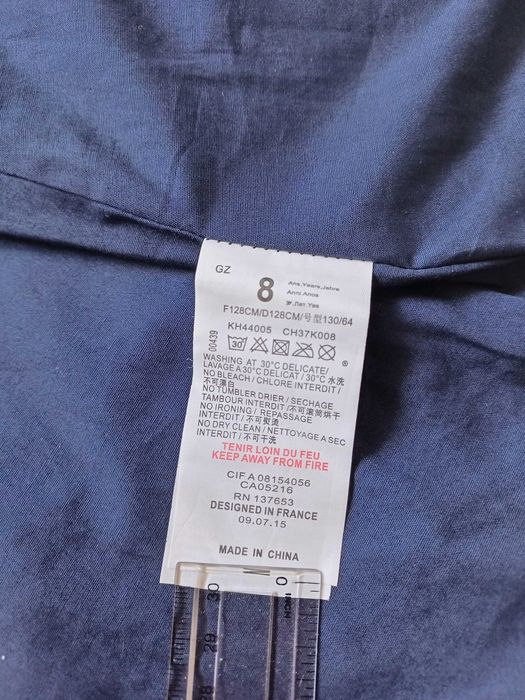 GZ
8
Ans.Years.Jahre
Anni.Anos
F128CM/D128CM/号型130/64
KH44005 CH37K008
00439
30
WASHING AT 30°C DELICATE/
LAVAGE A 30°C DELICAT / 30°C 水洗
NO BLEACH / CHLORE INTERDIT /
不可漂白
NO TUMBLER DRIER / SECHAGE
TAMBOUR INTERDIT/不可滚筒烘干
NO IRONING / REPASSAGE
INTERDIT / 不可熨烫
NO DRY CLEAN / NETTOYAGE A SEC
INTERDIT / 不可干洗
TENIR LOIN DU FEU
KEEP AWAY FROM FIRE
CIF A 08154056
CA05216
RN 137653
DESIGNED IN FRANCE
09.07.15
MADE IN CHINA
0
30
29
28